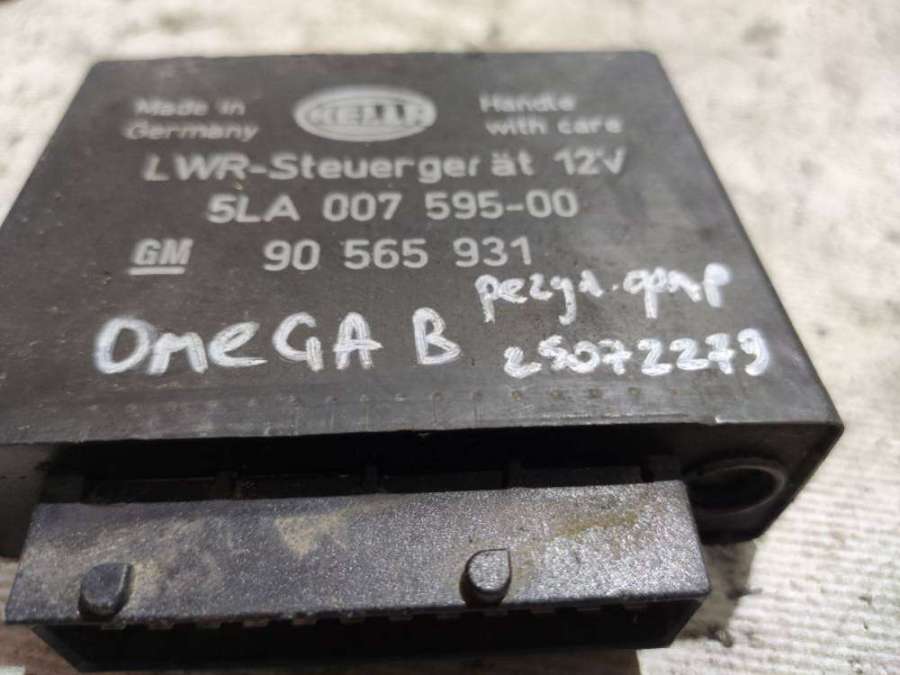 Made in
Germany
HELLA
Handle
with care
LWR-Steuergerät 12V
5LA 007 595-00
GM 90 565 931
регул.фар
OmeGA B
25072279